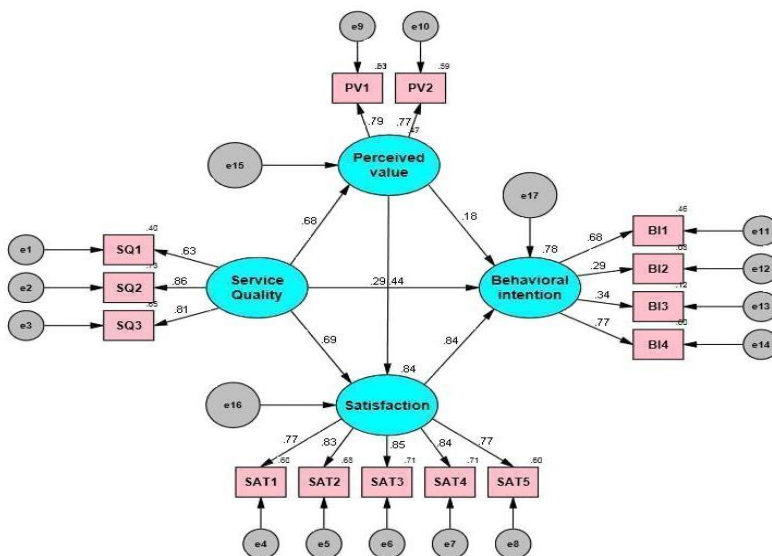 e9
e10
.63
.59
PV1
PV2
.79
.77
.47
e15
Perceived
value
e17
.68
.18
.78
.46
e1
.40
SQ1
.63
Service
Quality
.29
.44
Behavioral
intention
.68
BI1
e11
e2
SQ2
.86
.29
BI2
e12
e3
SQ3
.81
.34
.12
BI3
e13
.69
.84
.77
.60
BI4
e14
.84
e16
Satisfaction
.77
.83
.85
.84
.77
.60
.68
.71
.71
.60
SAT1
SAT2
SAT3
SAT4
SAT5
e4
e5
e6
e7
e8